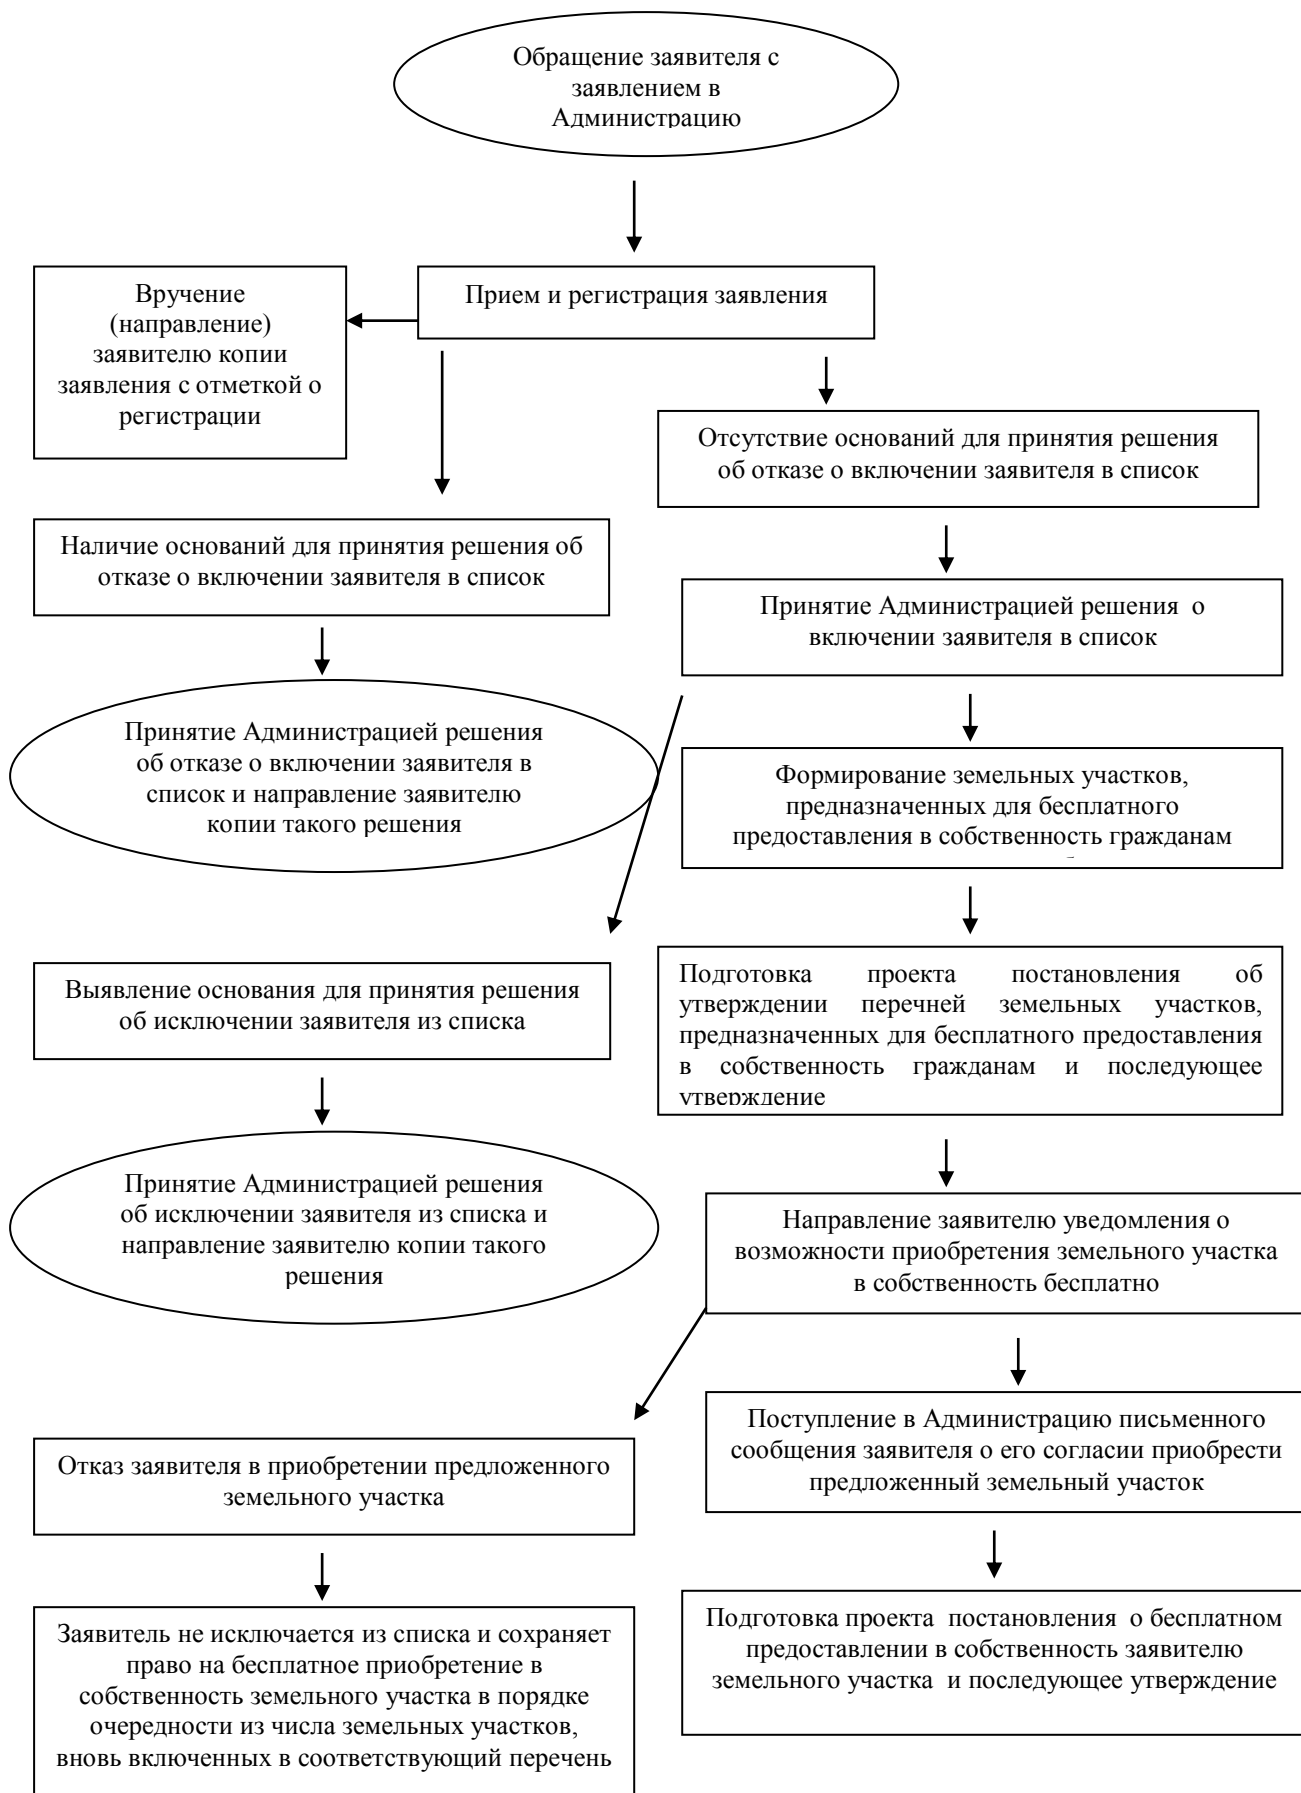 Обращение заявителя с
заявлением в
Администрацию
Прием и регистрация заявления
Вручение
(направление)
заявителю копии
заявления с отметкой о
регистрации
Отсутствие оснований для принятия решения
об отказе о включении заявителя в список
Наличие оснований для принятия решения об
отказе о включении заявителя в список
Принятие Администрацией решения о
включении заявителя в список
Принятие Администрацией решения
об отказе о включении заявителя в
список и направление заявителю
копии такого решения
Формирование земельных участков,
предназначенных для бесплатного
предоставления в собственность гражданам
Выявление основания для принятия решения
об исключении заявителя из списка
Подготовка проекта постановления об
утверждении перечней земельных участков,
предназначенных для бесплатного предоставления
в собственность гражданам и последующее
утверждение
Принятие Администрацией решения
об исключении заявителя из списка и
направление заявителю копии такого
решения
Направление заявителю уведомления о
возможности приобретения земельного участка
в собственность бесплатно
Поступление в Администрацию письменного
сообщения заявителя о его согласии приобрести
предложенный земельный участок
Отказ заявителя в приобретении предложенного
земельного участка
Подготовка проекта постановления о бесплатном
предоставлении в собственность заявителю
земельного участка и последующее утверждение
Заявитель не исключается из списка и сохраняет
право на бесплатное приобретение в
собственность земельного участка в порядке
очередности из числа земельных участков,
вновь включенных в соответствующий перечень